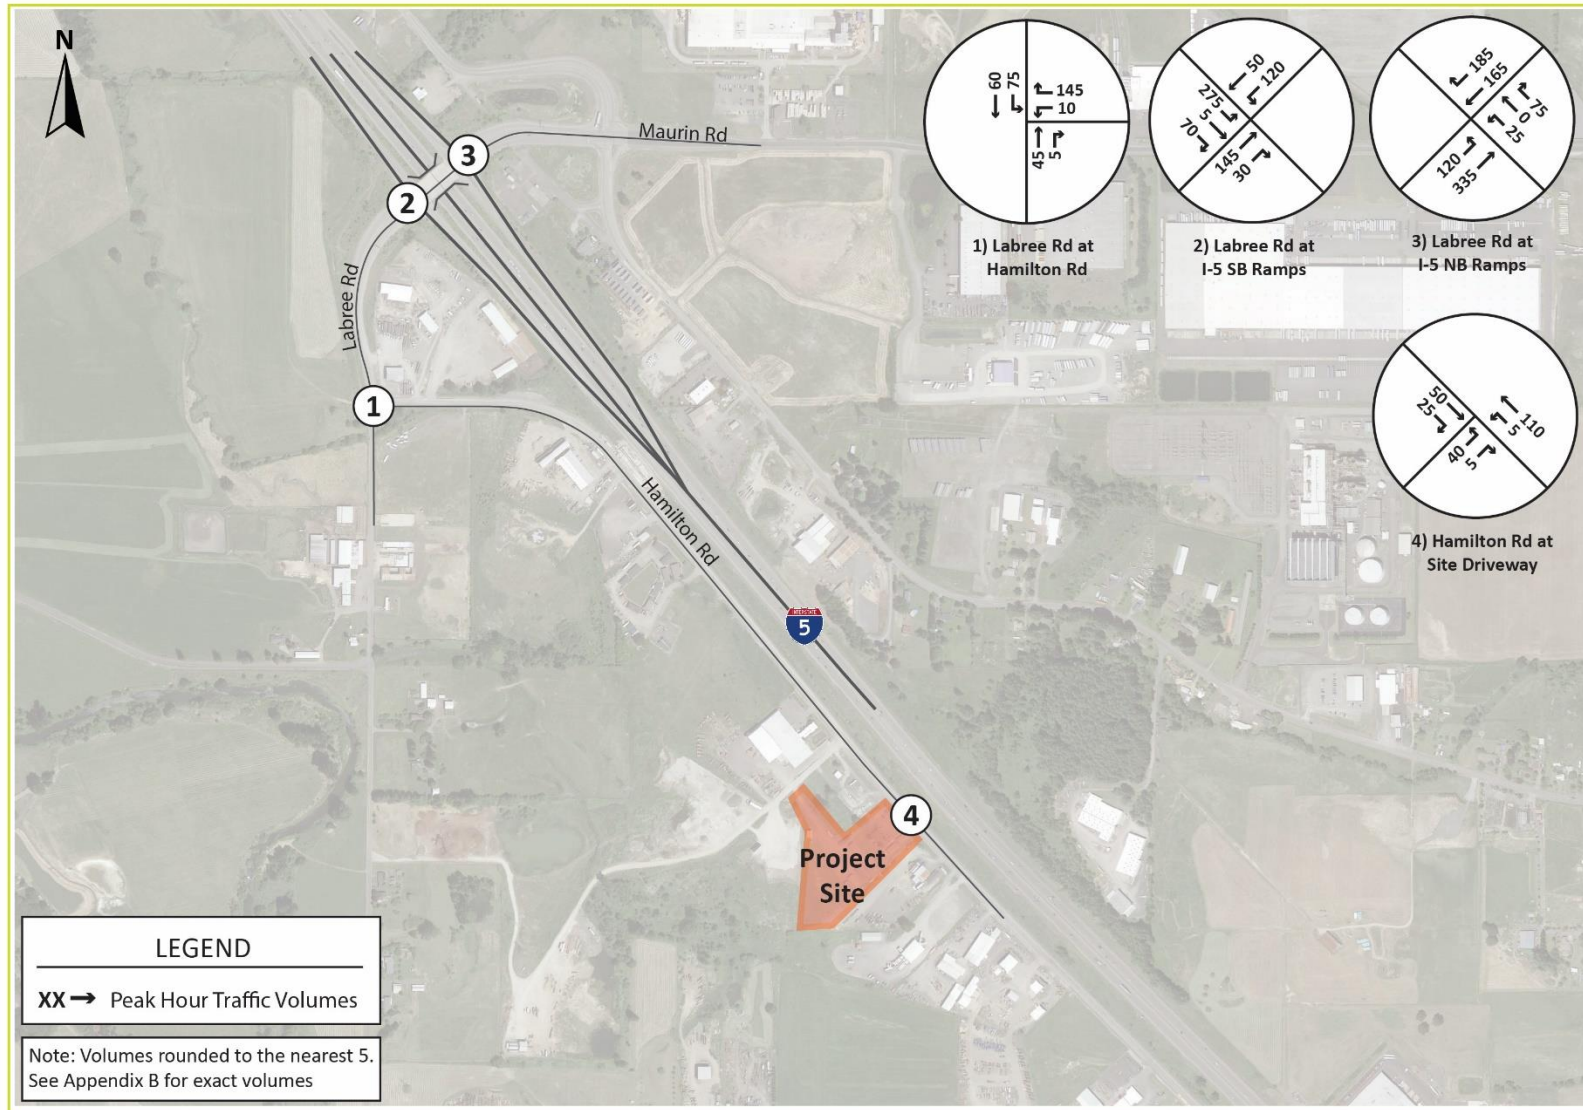 N
Maurin Rd
3
2
Labree Rd
1
Hamilton Rd
INTERSTATE
5
4
Project
Site
60
75
145
10
45
5
1) Labree Rd at
Hamilton Rd
50
120
275
5
70
145
30
2) Labree Rd at
I-5 SB Ramps
185
165
75
0
25
120
335
3) Labree Rd at
I-5 NB Ramps
50
25
110
5
40
5
4) Hamilton Rd at
Site Driveway
LEGEND
XX → Peak Hour Traffic Volumes
Note: Volumes rounded to the nearest 5.
See Appendix B for exact volumes